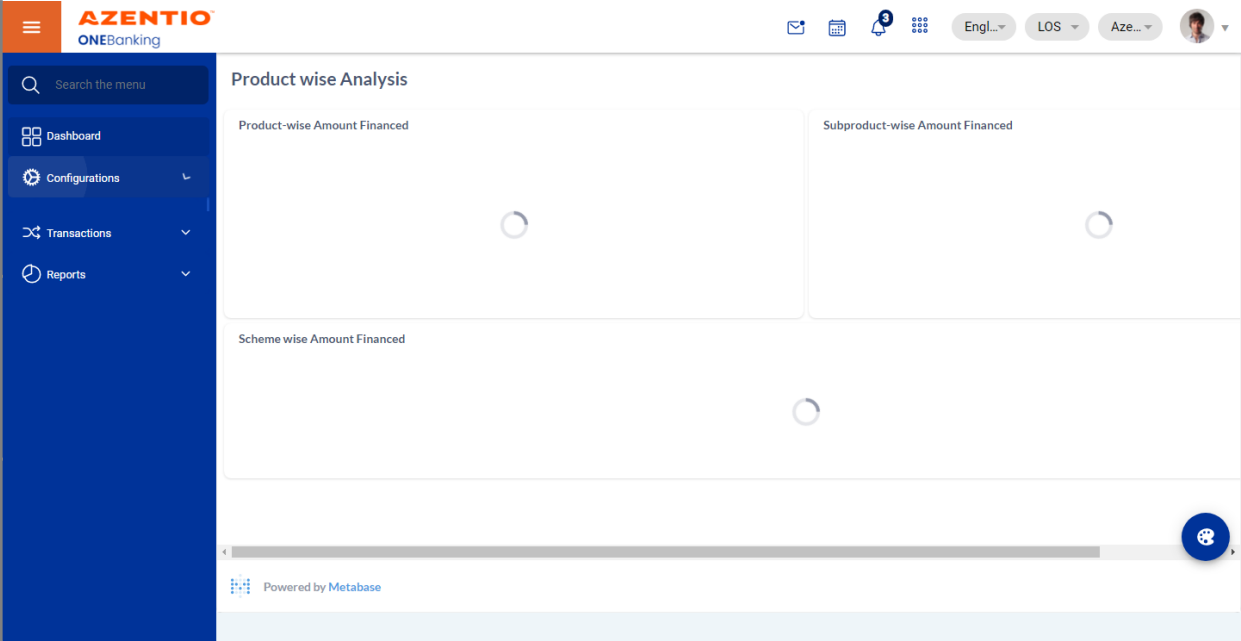 AZENTIO™
ONEBanking
3
Engl...
LOS
Aze...
Search the menu
Dashboard
Configurations
Transactions
Reports
Product wise Analysis
Product-wise Amount Financed
Subproduct-wise Amount Financed
Scheme wise Amount Financed
Powered by Metabase